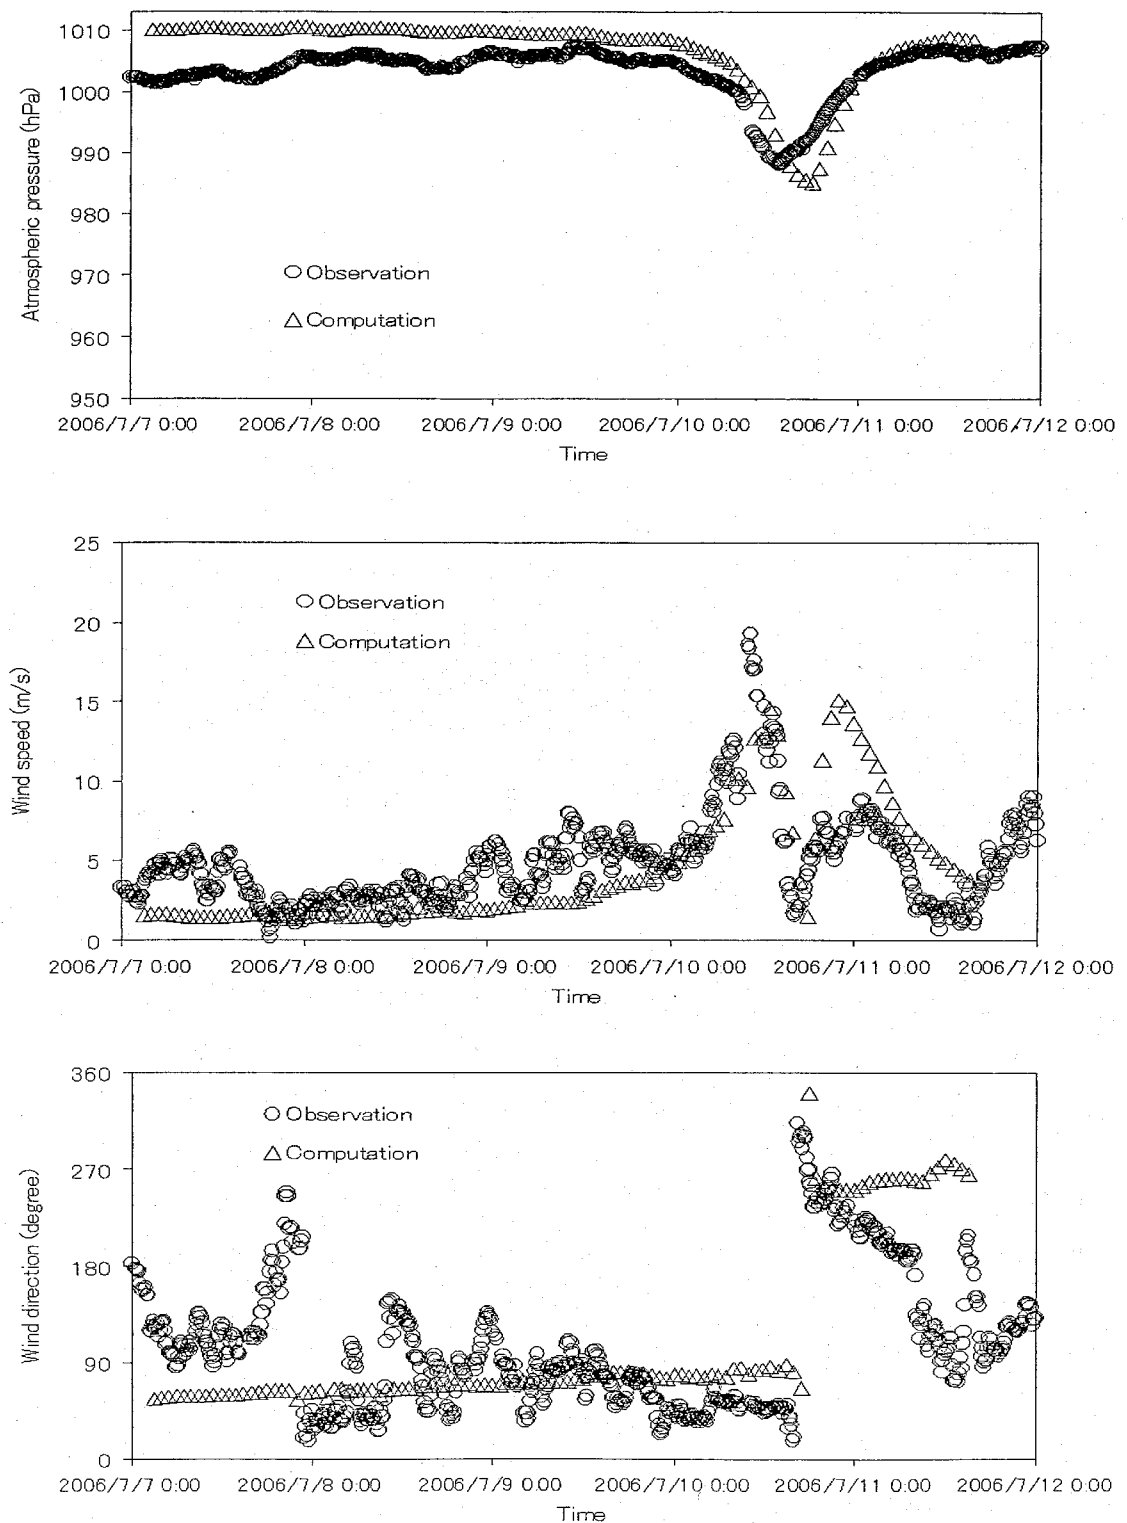 Atmospheric pressure (hPa)
1010
1000
990
980
970
960
950
Observation
Computation
2006/7/7 0:00 2006/7/8 0:00 2006/7/9 0:00 2006/7/10 0:00 2006/7/11 0:00 2006/7/12 0:00
Time
Wind speed (m/s)
25
20
15
10
5
0
Observation
Computation
2006/7/7 0:00 2006/7/8 0:00 2006/7/9 0:00 2006/7/10 0:00 2006/7/11 0:00 2006/7/12 0:00
Time
Wind direction (degree)
360
270
180
90
0
Observation
Computation
2006/7/7 0:00 2006/7/8 0:00 2006/7/9 0:00 2006/7/10 0:00 2006/7/11 0:00 2006/7/12 0:00
Time